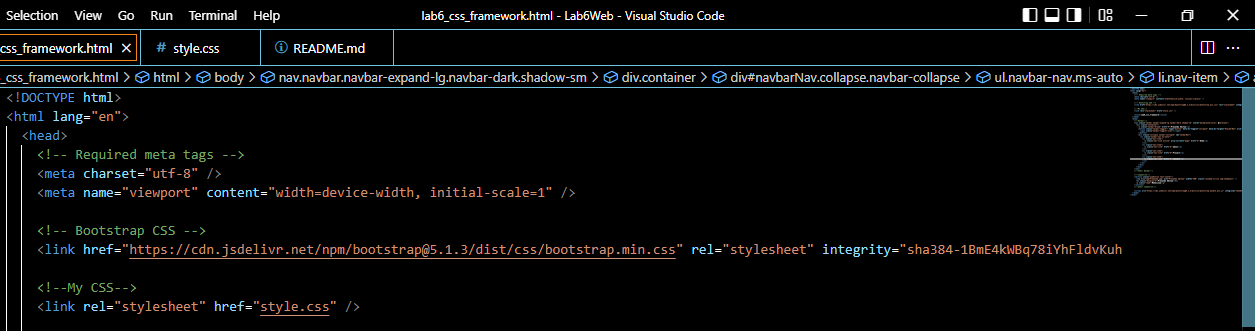 Selection View Go Run Terminal Help lab6_css_framework.html - Lab6Web - Visual Studio Code
css_framework.html # style.css README.md
_css_framework.html > html > body > nav.navbar.navbar-expand-lg.navbar-dark.shadow-sm > div.container > div#navbarNav.collapse.navbar-collapse > ul.navbar-nav.ms-auto > li.nav-item >
<!DOCTYPE html>
<html lang="en">
<head>
<!-- Required meta tags -->
<meta charset="utf-8" />
<meta name="viewport" content="width=device-width, initial-scale=1" />
<!-- Bootstrap CSS -->
<link href="https://cdn.jsdelivr.net/npm/bootstrap@5.1.3/dist/css/bootstrap.min.css" rel="stylesheet" integrity="sha384-1BmE4kWBq78iYhFldvKuh
<!--My CSS-->
<link rel="stylesheet" href="style.css" />